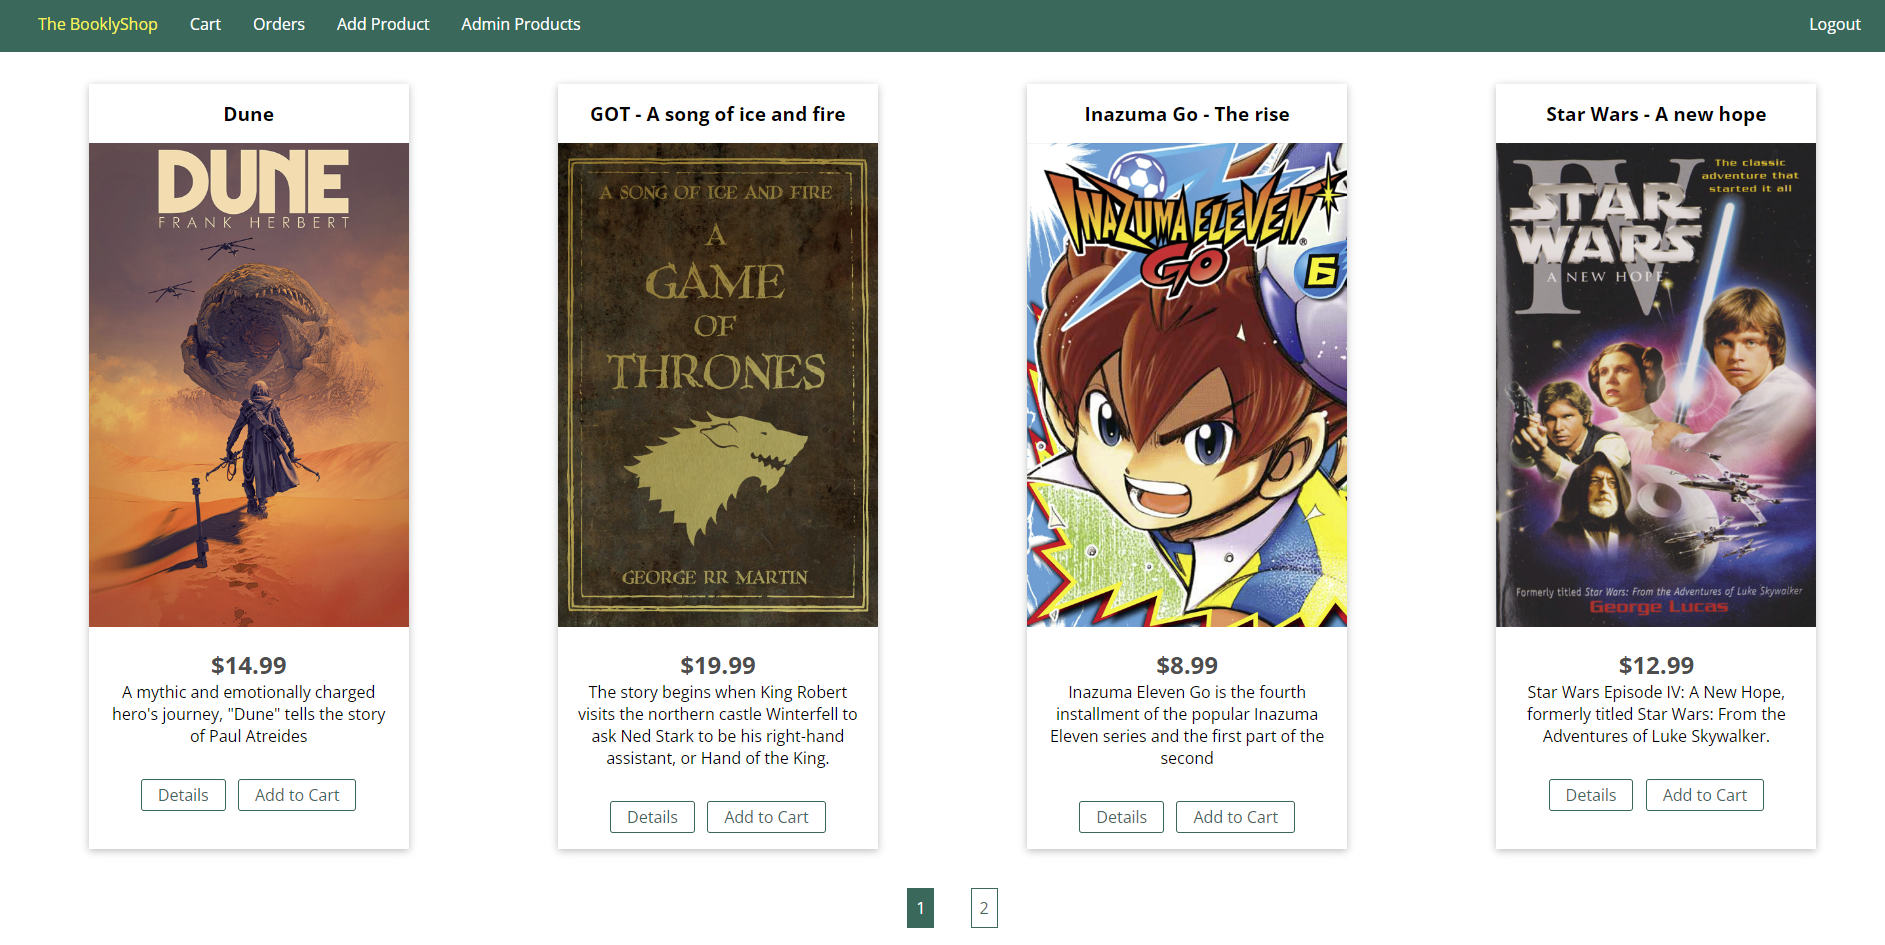 The BooklyShop Cart Orders Add Product Admin Products Logout
Dune
DUNE
FRANK HERBERT
$14.99
A mythic and emotionally charged
hero's journey, "Dune" tells the story
of Paul Atreides
Details Add to Cart
GOT - A song of ice and fire
A SONG OF ICE AND FIRE
A
GAME
OF
THRONES
GEORGE RR MARTIN
$19.99
The story begins when King Robert
visits the northern castle Winterfell to
ask Ned Stark to be his right-hand
assistant, or Hand of the King.
Details Add to Cart
Inazuma Go - The rise
INAZUMA ELEVEN
GO
6
$8.99
Inazuma Eleven Go is the fourth
installment of the popular Inazuma
Eleven series and the first part of the
second
Details Add to Cart
Star Wars - A new hope
IV
The classic
adventure that
started it all
STAR
WARS
A NEW HOPE
Formerly titled Star Wars: From the Adventures of Luke Skywalker
George Lucas
$12.99
Star Wars Episode IV: A New Hope,
formerly titled Star Wars: From the
Adventures of Luke Skywalker.
Details Add to Cart
1 2